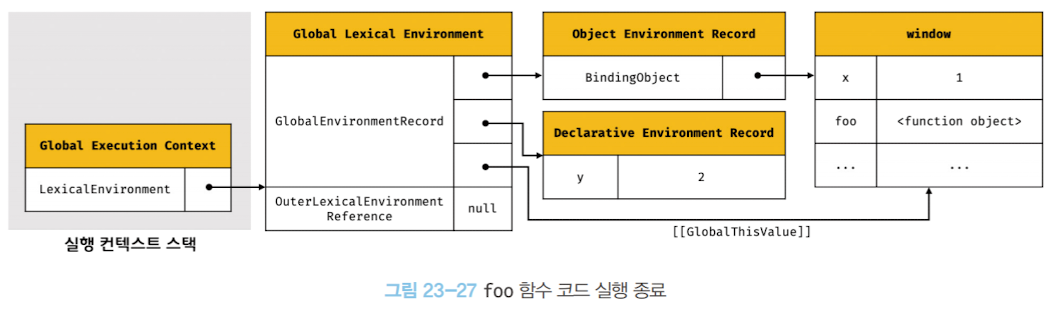 Global Lexical Environment
Object Environment Record
window
BindingObject
x
1
GlobalEnvironmentRecord
foo
<function object>
Declarative Environment Record
Global Execution Context
y
2
...
...
LexicalEnvironment
OuterLexicalEnvironment
Reference
null
[[GlobalThisValue]]
실행 컨텍스트 스택
그림 23-27 foo 함수 코드 실행 종료